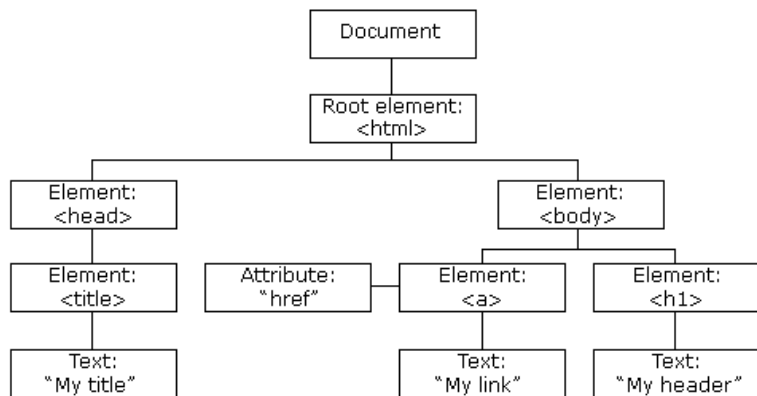 Document
Root element:
<html>
Element:
<head>
Element:
<body>
Element:
<title>
Attribute:
“href”
Element:
<a>
Element:
<h1>
Text:
“My title”
Text:
“My link”
Text:
“My header”